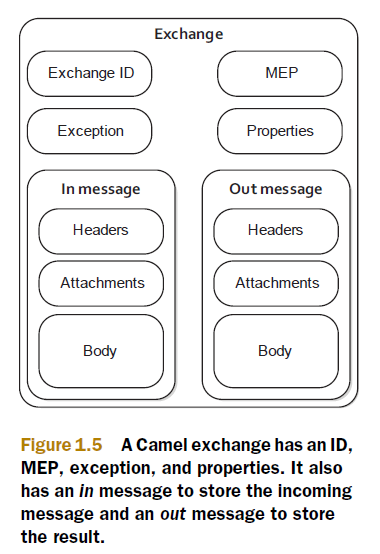 Exchange
Exchange ID
MEP
Exception
Properties
In message
Headers
Attachments
Body
Out message
Headers
Attachments
Body
Figure 1.5 A Camel exchange has an ID,
MEP, exception, and properties. It also
has an in message to store the incoming
message and an out message to store
the result.